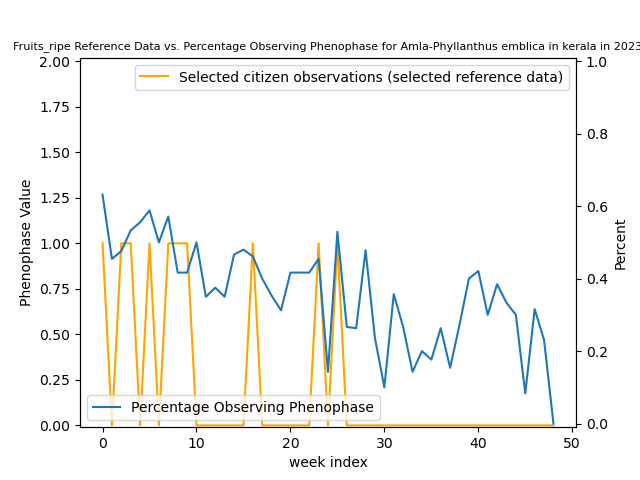 Fruits_ripe Reference Data vs. Percentage Observing Phenophase for Amla-Phyllanthus emblica in kerala in 2023
2.00
1.75
1.50
1.25
1.00
0.75
0.50
0.25
0.00
Phenophase Value
Selected citizen observations (selected reference data)
Percentage Observing Phenophase
1.0
0.8
0.6
0.4
0.2
0.0
Percent
0 10 20 30 40 50
week index